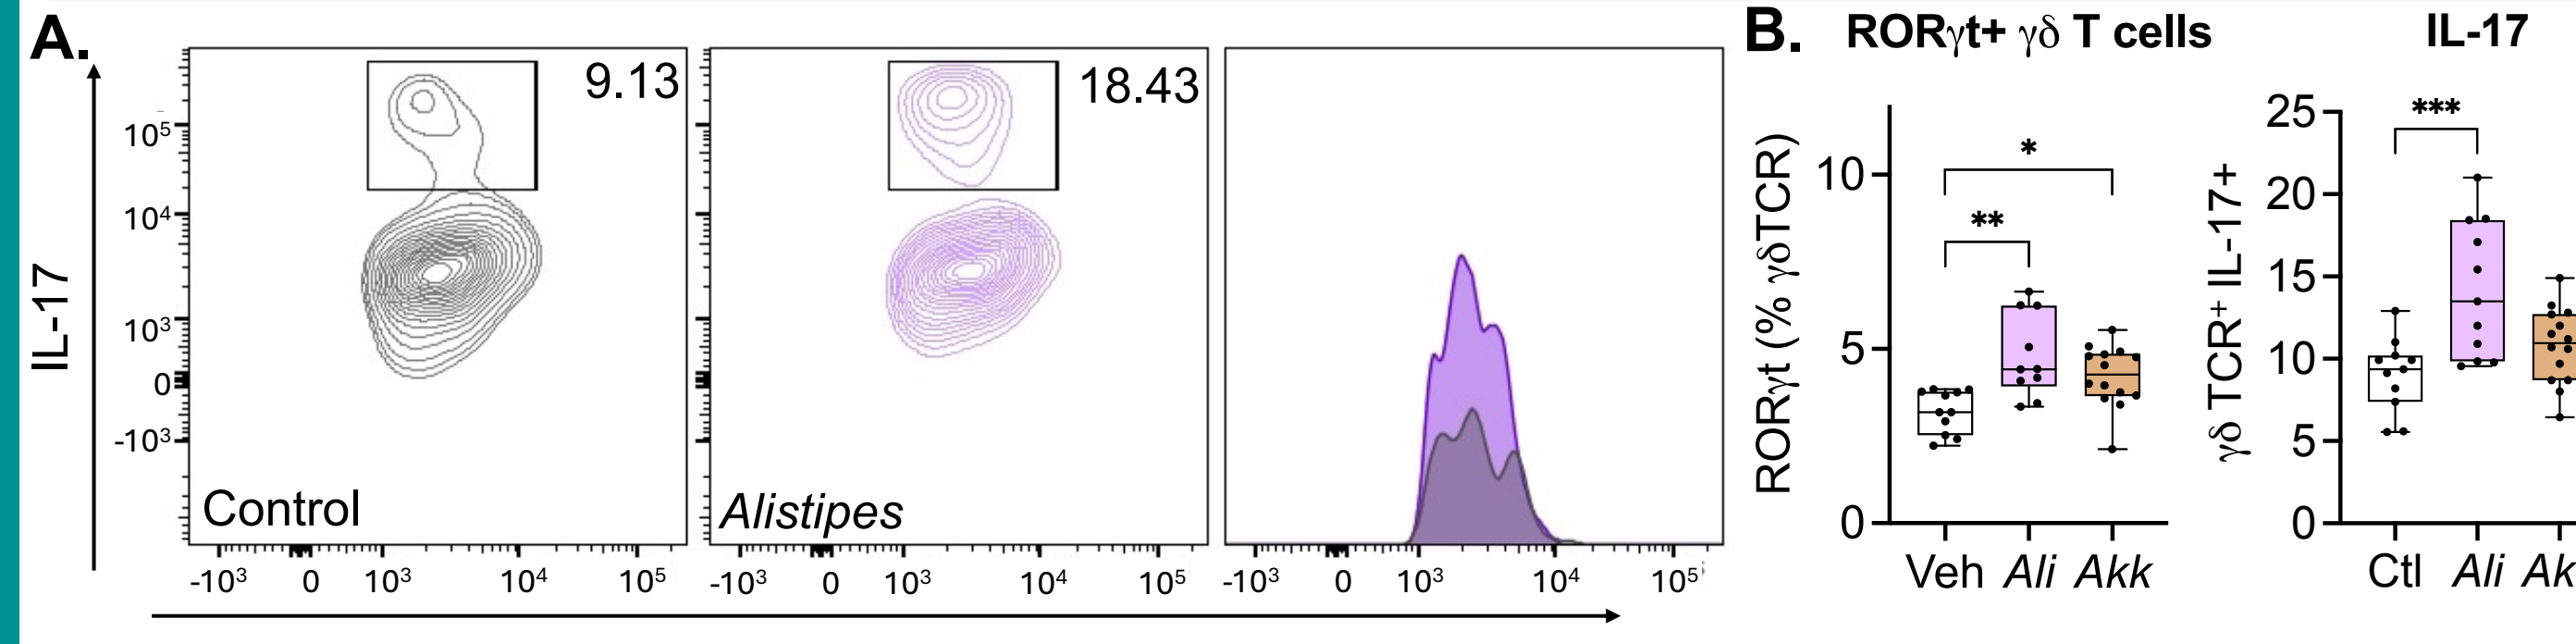 A.
9.13
18.43
IL-17
10⁵
10⁴
10³
0
-10³
Control
Alistipes
-10³ 0 10³ 10⁴ 10⁵
-10³ 0 10³ 10⁴ 10⁵
-10³ 0 10³ 10⁴ 10⁵
B.
RORγt+ γδ T cells
RORγt (% γδTCR)
10
5
0
*
**
Veh Ali Akk
IL-17
γδ TCR⁺ IL-17+
25
20
15
10
5
0
***
Ctl Ali Ak